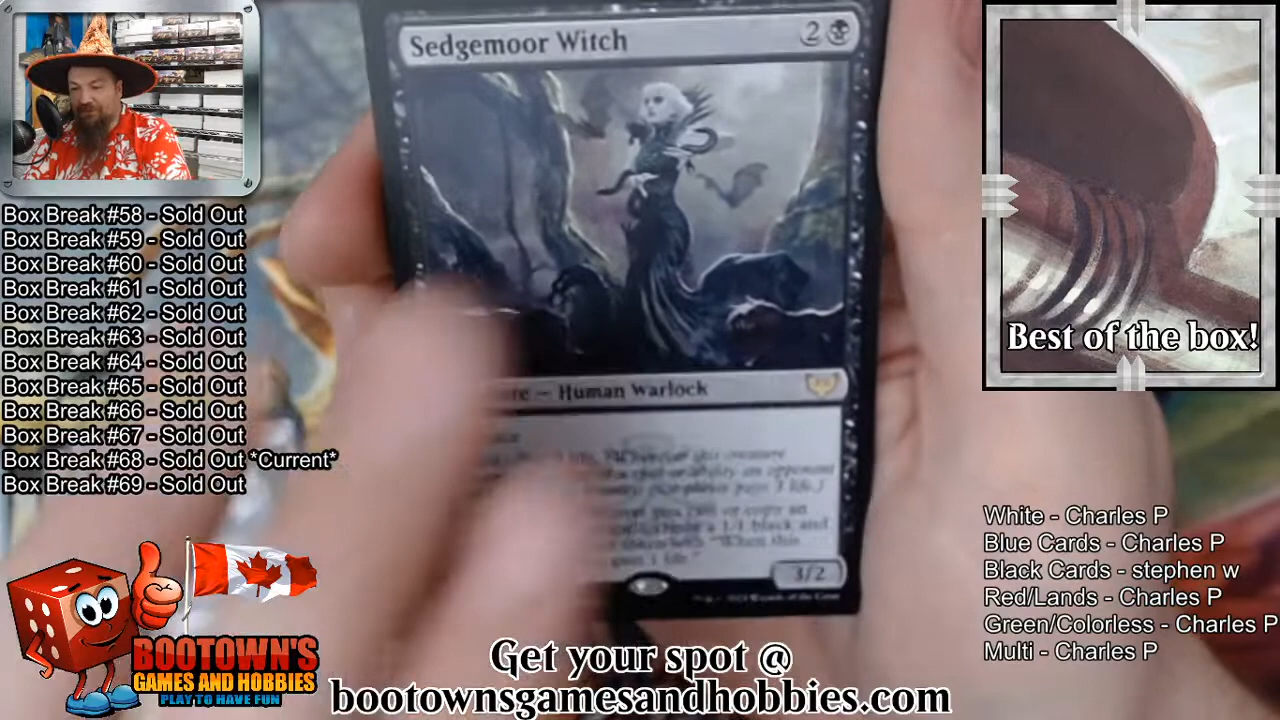 Sedgemoor Witch 2
Human Warlock
3/2
Box Break #58 - Sold Out
Box Break #59 - Sold Out
Box Break #60 - Sold Out
Box Break #61 - Sold Out
Box Break #62 - Sold Out
Box Break #63 - Sold Out
Box Break #64 - Sold Out
Box Break #65 - Sold Out
Box Break #66 - Sold Out
Box Break #67 - Sold Out
Box Break #68 - Sold Out *Current*
Box Break #69 - Sold Out
Best of the box!
White - Charles P
Blue Cards - Charles P
Black Cards - stephen w
Red/Lands - Charles P
Green/Colorless - Charles P
Multi - Charles P
BOOTOWN'S
GAMES AND HOBBIES
PLAY TO HAVE FUN
Get your spot @
bootownsgamesandhobbies.com